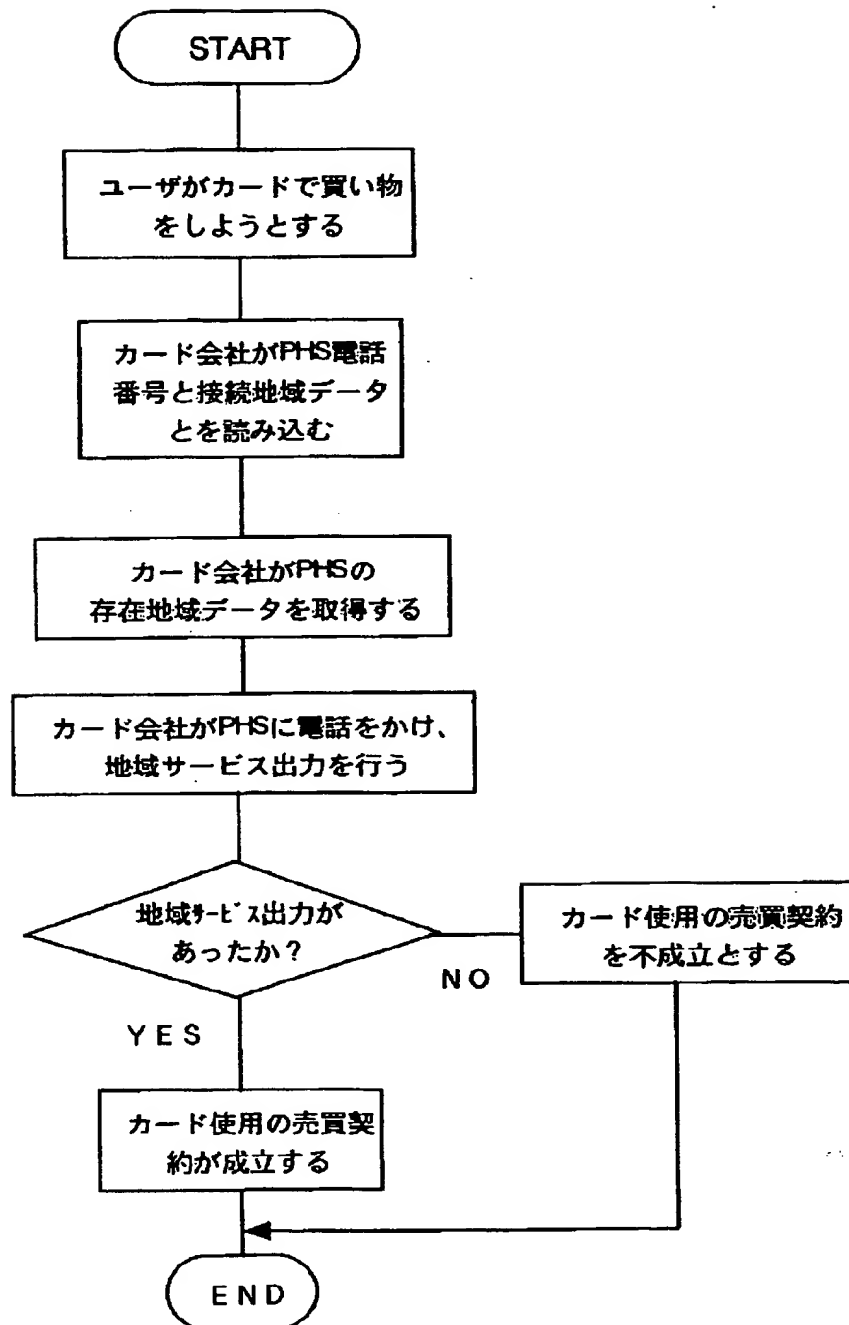 START
ユーザがカードで買い物
をしようとする
カード会社がPHS電話
番号と接続地域データ
とを読み込む
カード会社がPHSの
存在地域データを取得する
カード会社がPHSに電話をかけ、
地域サービス出力を行う
地域ｻｰﾋﾞｽ出力が
あったか？
NO
カード使用の売買契約
を不成立とする
YES
カード使用の売買契
約が成立する
END